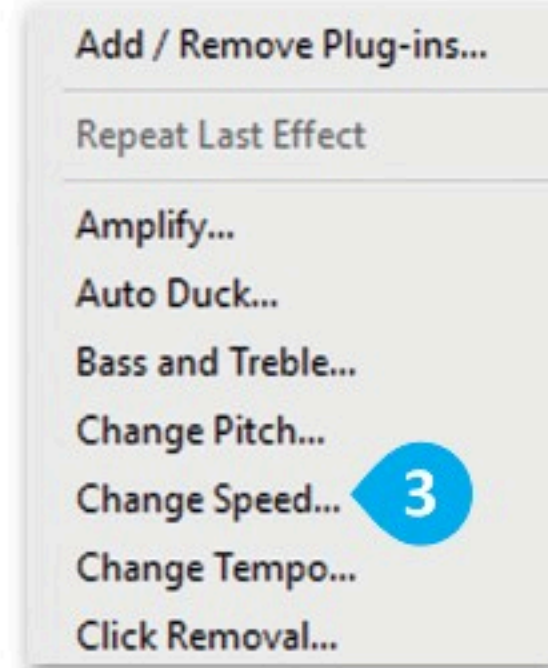 Add / Remove Plug-ins...
Repeat Last Effect
Amplify...
Auto Duck...
Bass and Treble...
Change Pitch...
Change Speed... 3
Change Tempo...
Click Removal...